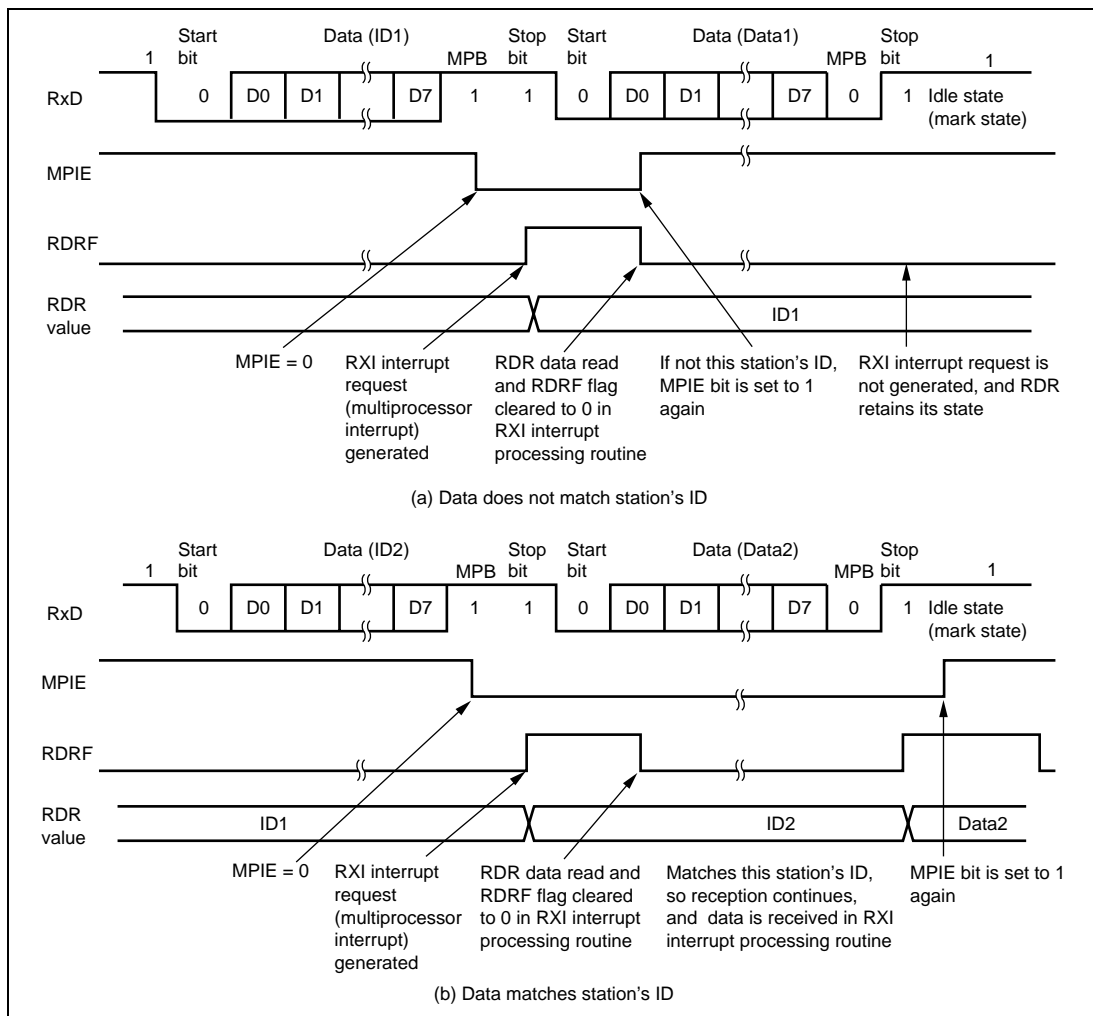 Start bit
Data (ID1)
MPB
Stop bit
Start bit
Data (Data1)
MPB
Stop bit
1
1
RxD
0
D0
D1
D7
1
1
0
D0
D1
D7
0
1
Idle state
(mark state)
MPIE
RDRF
RDR
value
ID1
MPIE = 0
RXI interrupt
request
(multiprocessor
interrupt)
generated
RDR data read
and RDRF flag
cleared to 0 in
RXI interrupt
processing routine
If not this station's ID,
MPIE bit is set to 1
again
RXI interrupt request is
not generated, and RDR
retains its state
(a) Data does not match station's ID
Start bit
Data (ID2)
MPB
Stop bit
Start bit
Data (Data2)
MPB
Stop bit
1
1
RxD
0
D0
D1
D7
1
1
0
D0
D1
D7
0
1
Idle state
(mark state)
MPIE
RDRF
RDR
value
ID1
ID2
Data2
MPIE = 0
RXI interrupt
request
(multiprocessor
interrupt)
generated
RDR data read and
RDRF flag cleared
to 0 in RXI interrupt
processing routine
Matches this station's ID,
so reception continues,
and data is received in RXI
interrupt processing routine
MPIE bit is set to 1
again
(b) Data matches station's ID